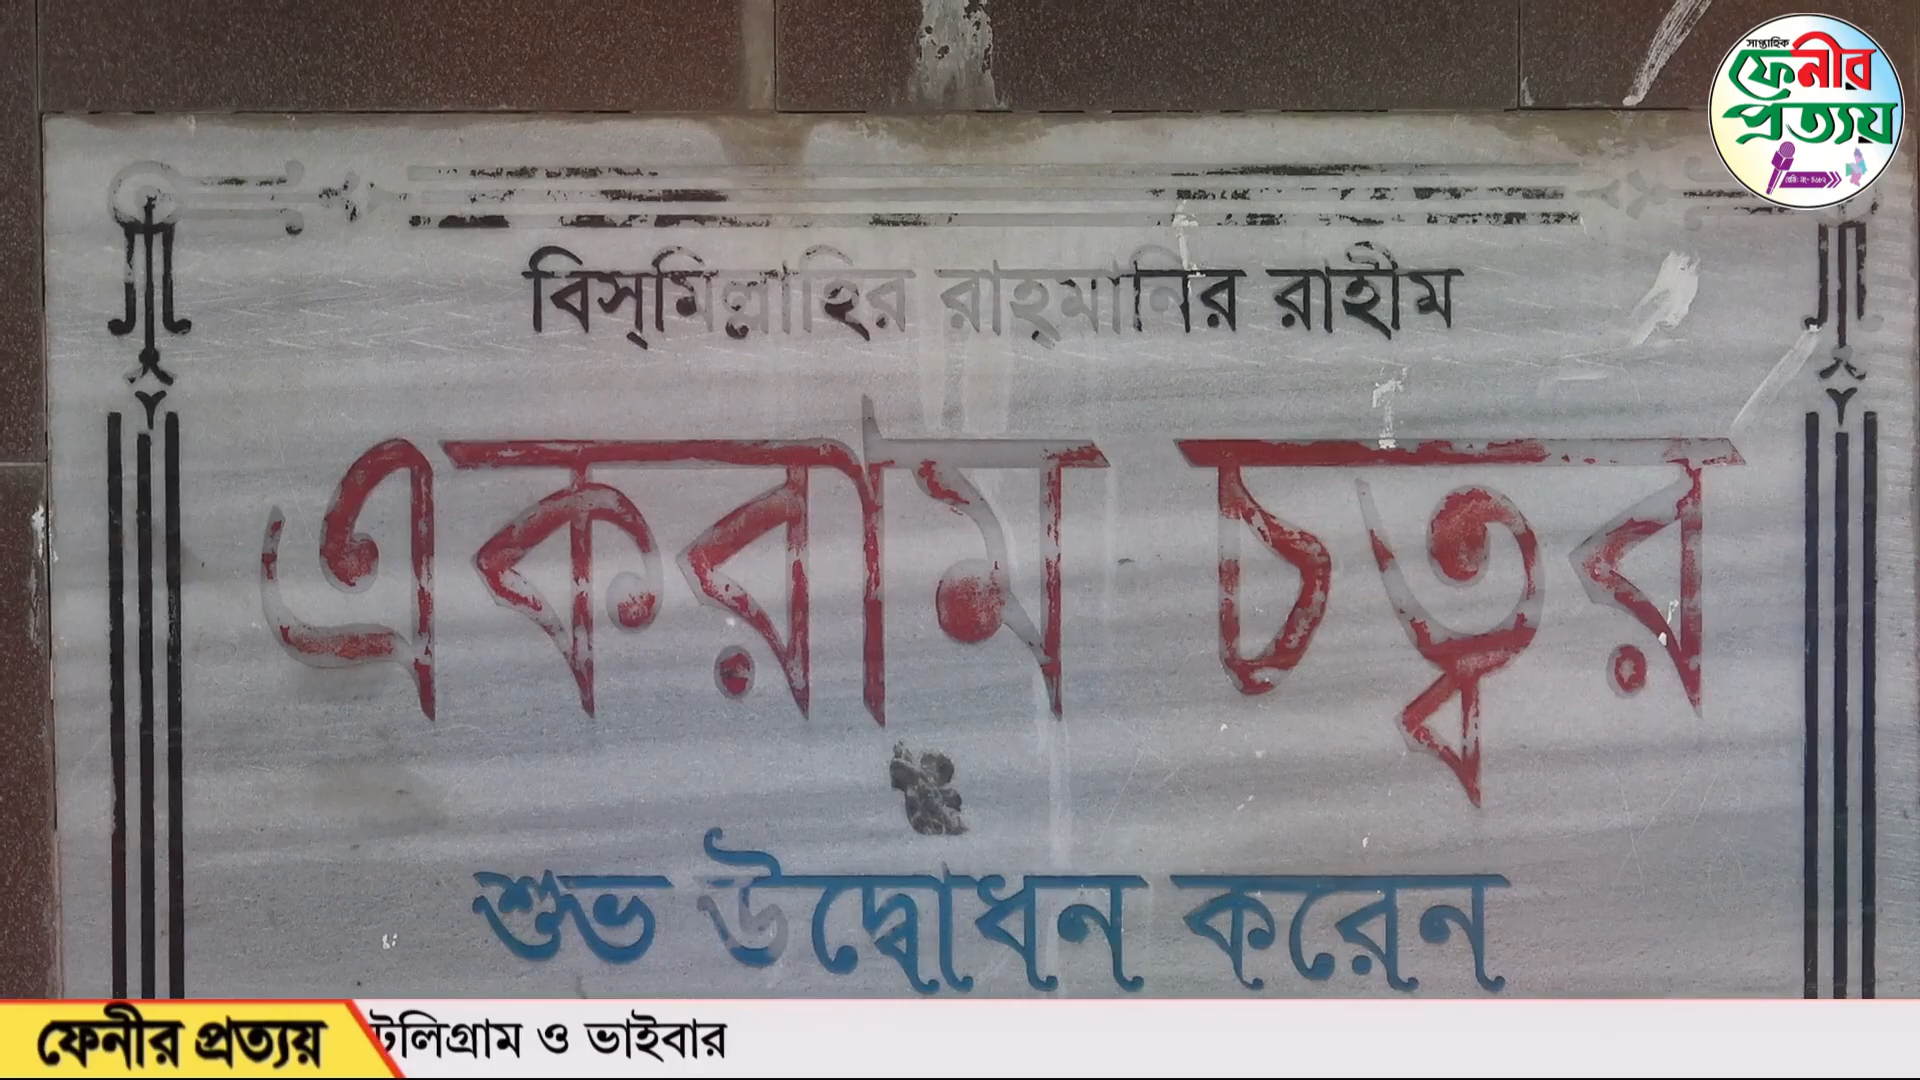 সাপ্তাহিক
ফেনীর
প্রত্যয়
বিস্‌মিল্লাহির রাহ্‌মানির রাহীম
একরাম চত্বর
শুভ উদ্বোধন করেন
ফেনীর প্রত্যয়
টেলিগ্রাম ও ভাইবার